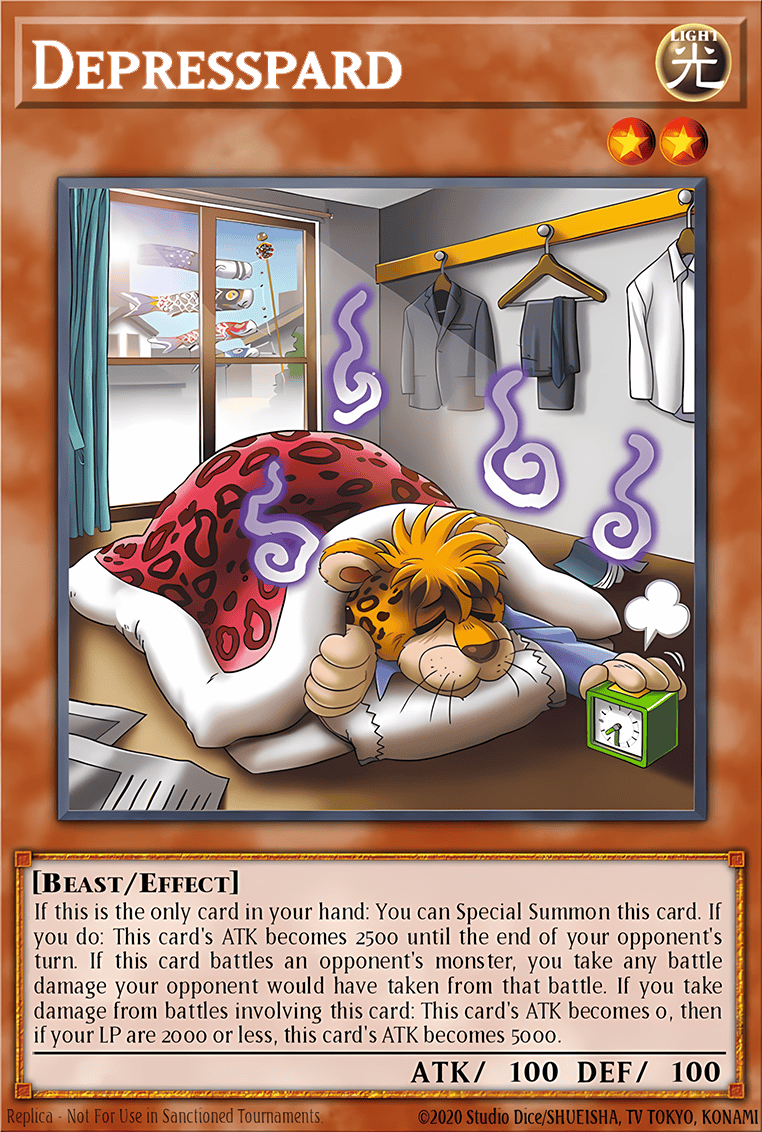 Depresspard
LIGHT
光
[Beast/Effect]
If this is the only card in your hand: You can Special Summon this card. If
you do: This card's ATK becomes 2500 until the end of your opponent's
turn. If this card battles an opponent's monster, you take any battle
damage your opponent would have taken from that battle. If you take
damage from battles involving this card: This card's ATK becomes 0, then
if your LP are 2000 or less, this card's ATK becomes 5000.
ATK/ 100 DEF/ 100
Replica - Not For Use in Sanctioned Tournaments.
©2020 Studio Dice/SHUEISHA, TV TOKYO, KONAMI